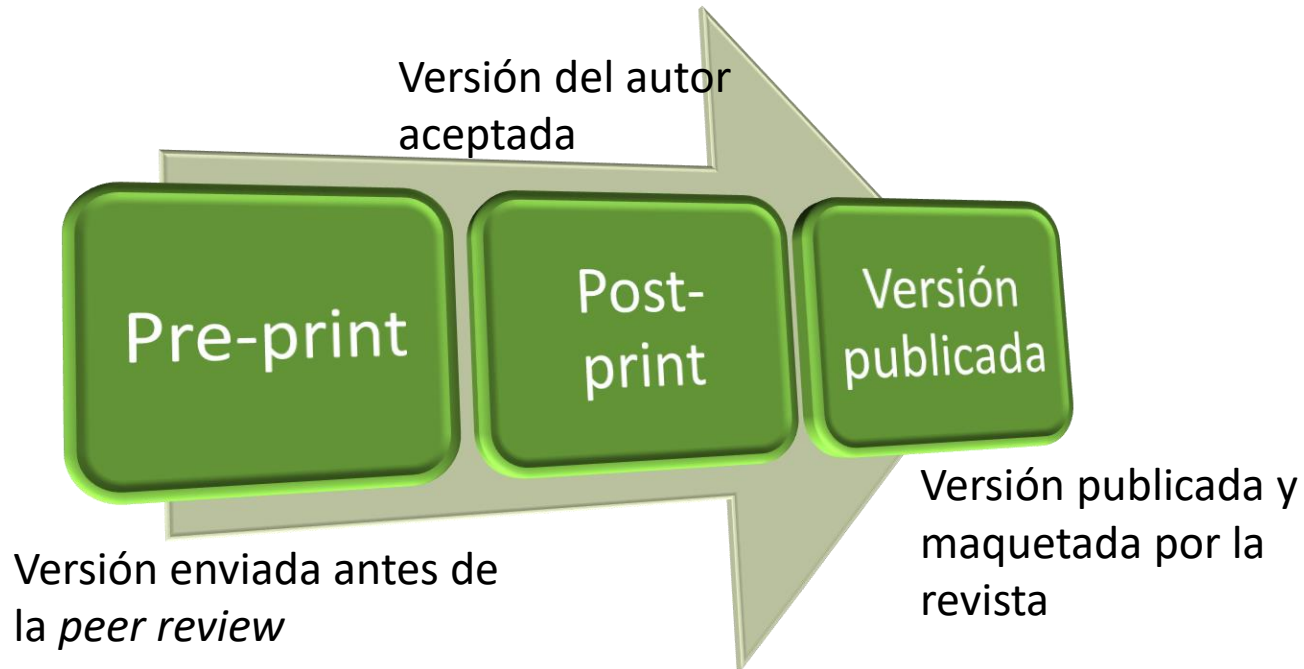 Versión del autor
aceptada
Pre-print
Post-
print
Versión
publicada
Versión enviada antes de
la peer review
Versión publicada y
maquetada por la
revista